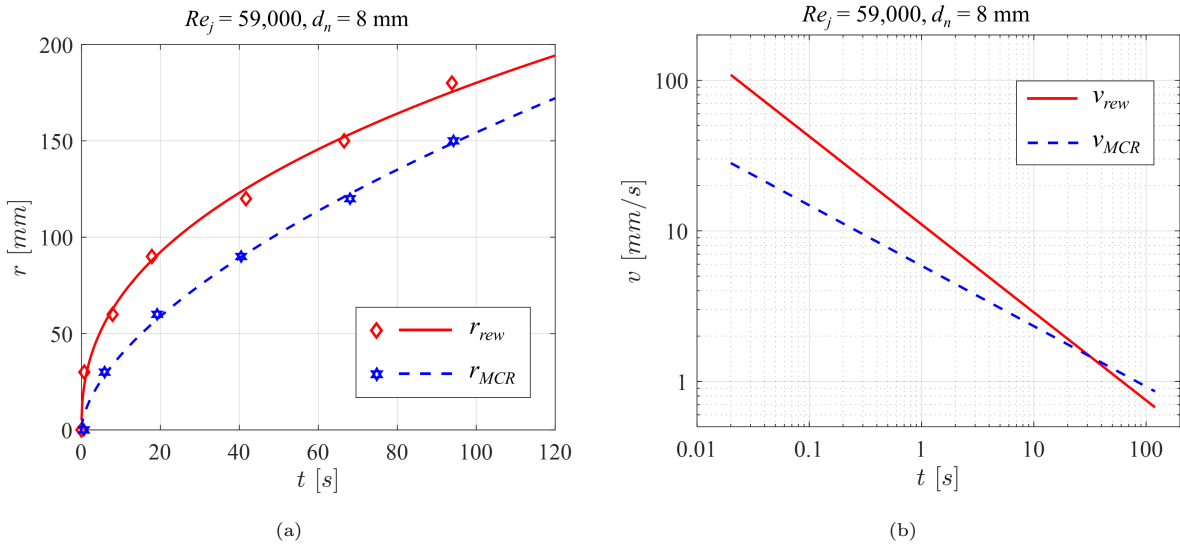 Re_j = 59,000, d_n = 8 mm
200
150
100
50
0
r [mm]
0 20 40 60 80 100 120
t [s]
r_rew
r_MCR
(a)
Re_j = 59,000, d_n = 8 mm
100
10
1
v [mm/s]
0.01 0.1 1 10 100
t [s]
v_rew
v_MCR
(b)